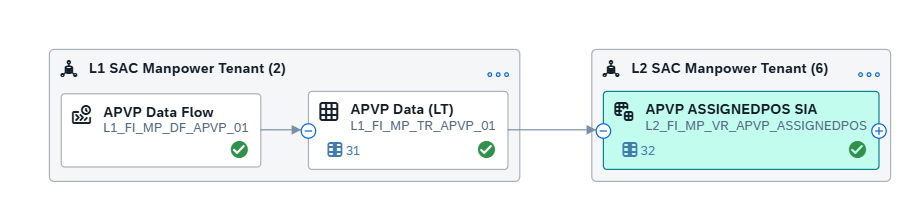 L1 SAC Manpower Tenant (2)
APVP Data Flow
L1_FI_MP_DF_APVP_01
APVP Data (LT)
L1_FI_MP_TR_APVP_01
31
L2 SAC Manpower Tenant (6)
APVP ASSIGNEDPOS SIA
L2_FI_MP_VR_APVP_ASSIGNEDPOS
32